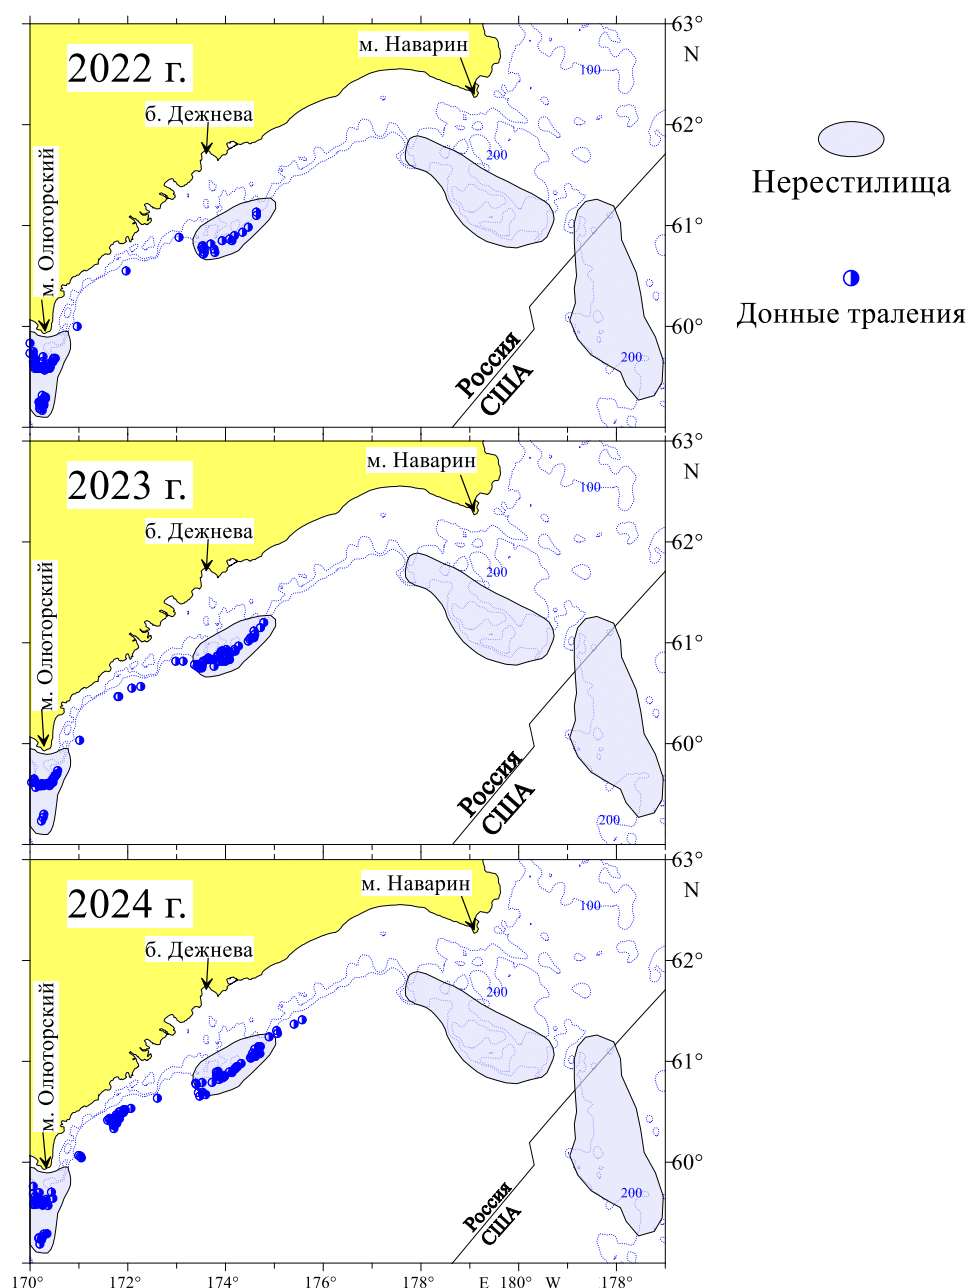 63°
N
м. Наварин
2022 г.
100
б. Дежнева
62°
200
м. Олюторский
61°
60°
200
Россия
США
Нерестилища
Донные траления
63°
N
м. Наварин
2023 г.
100
б. Дежнева
62°
200
м. Олюторский
61°
60°
Россия
США
200
63°
N
м. Наварин
2024 г.
100
б. Дежнева
62°
200
м. Олюторский
61°
60°
Россия
США
200
170° 172° 174° 176° 178° E 180° W 178°